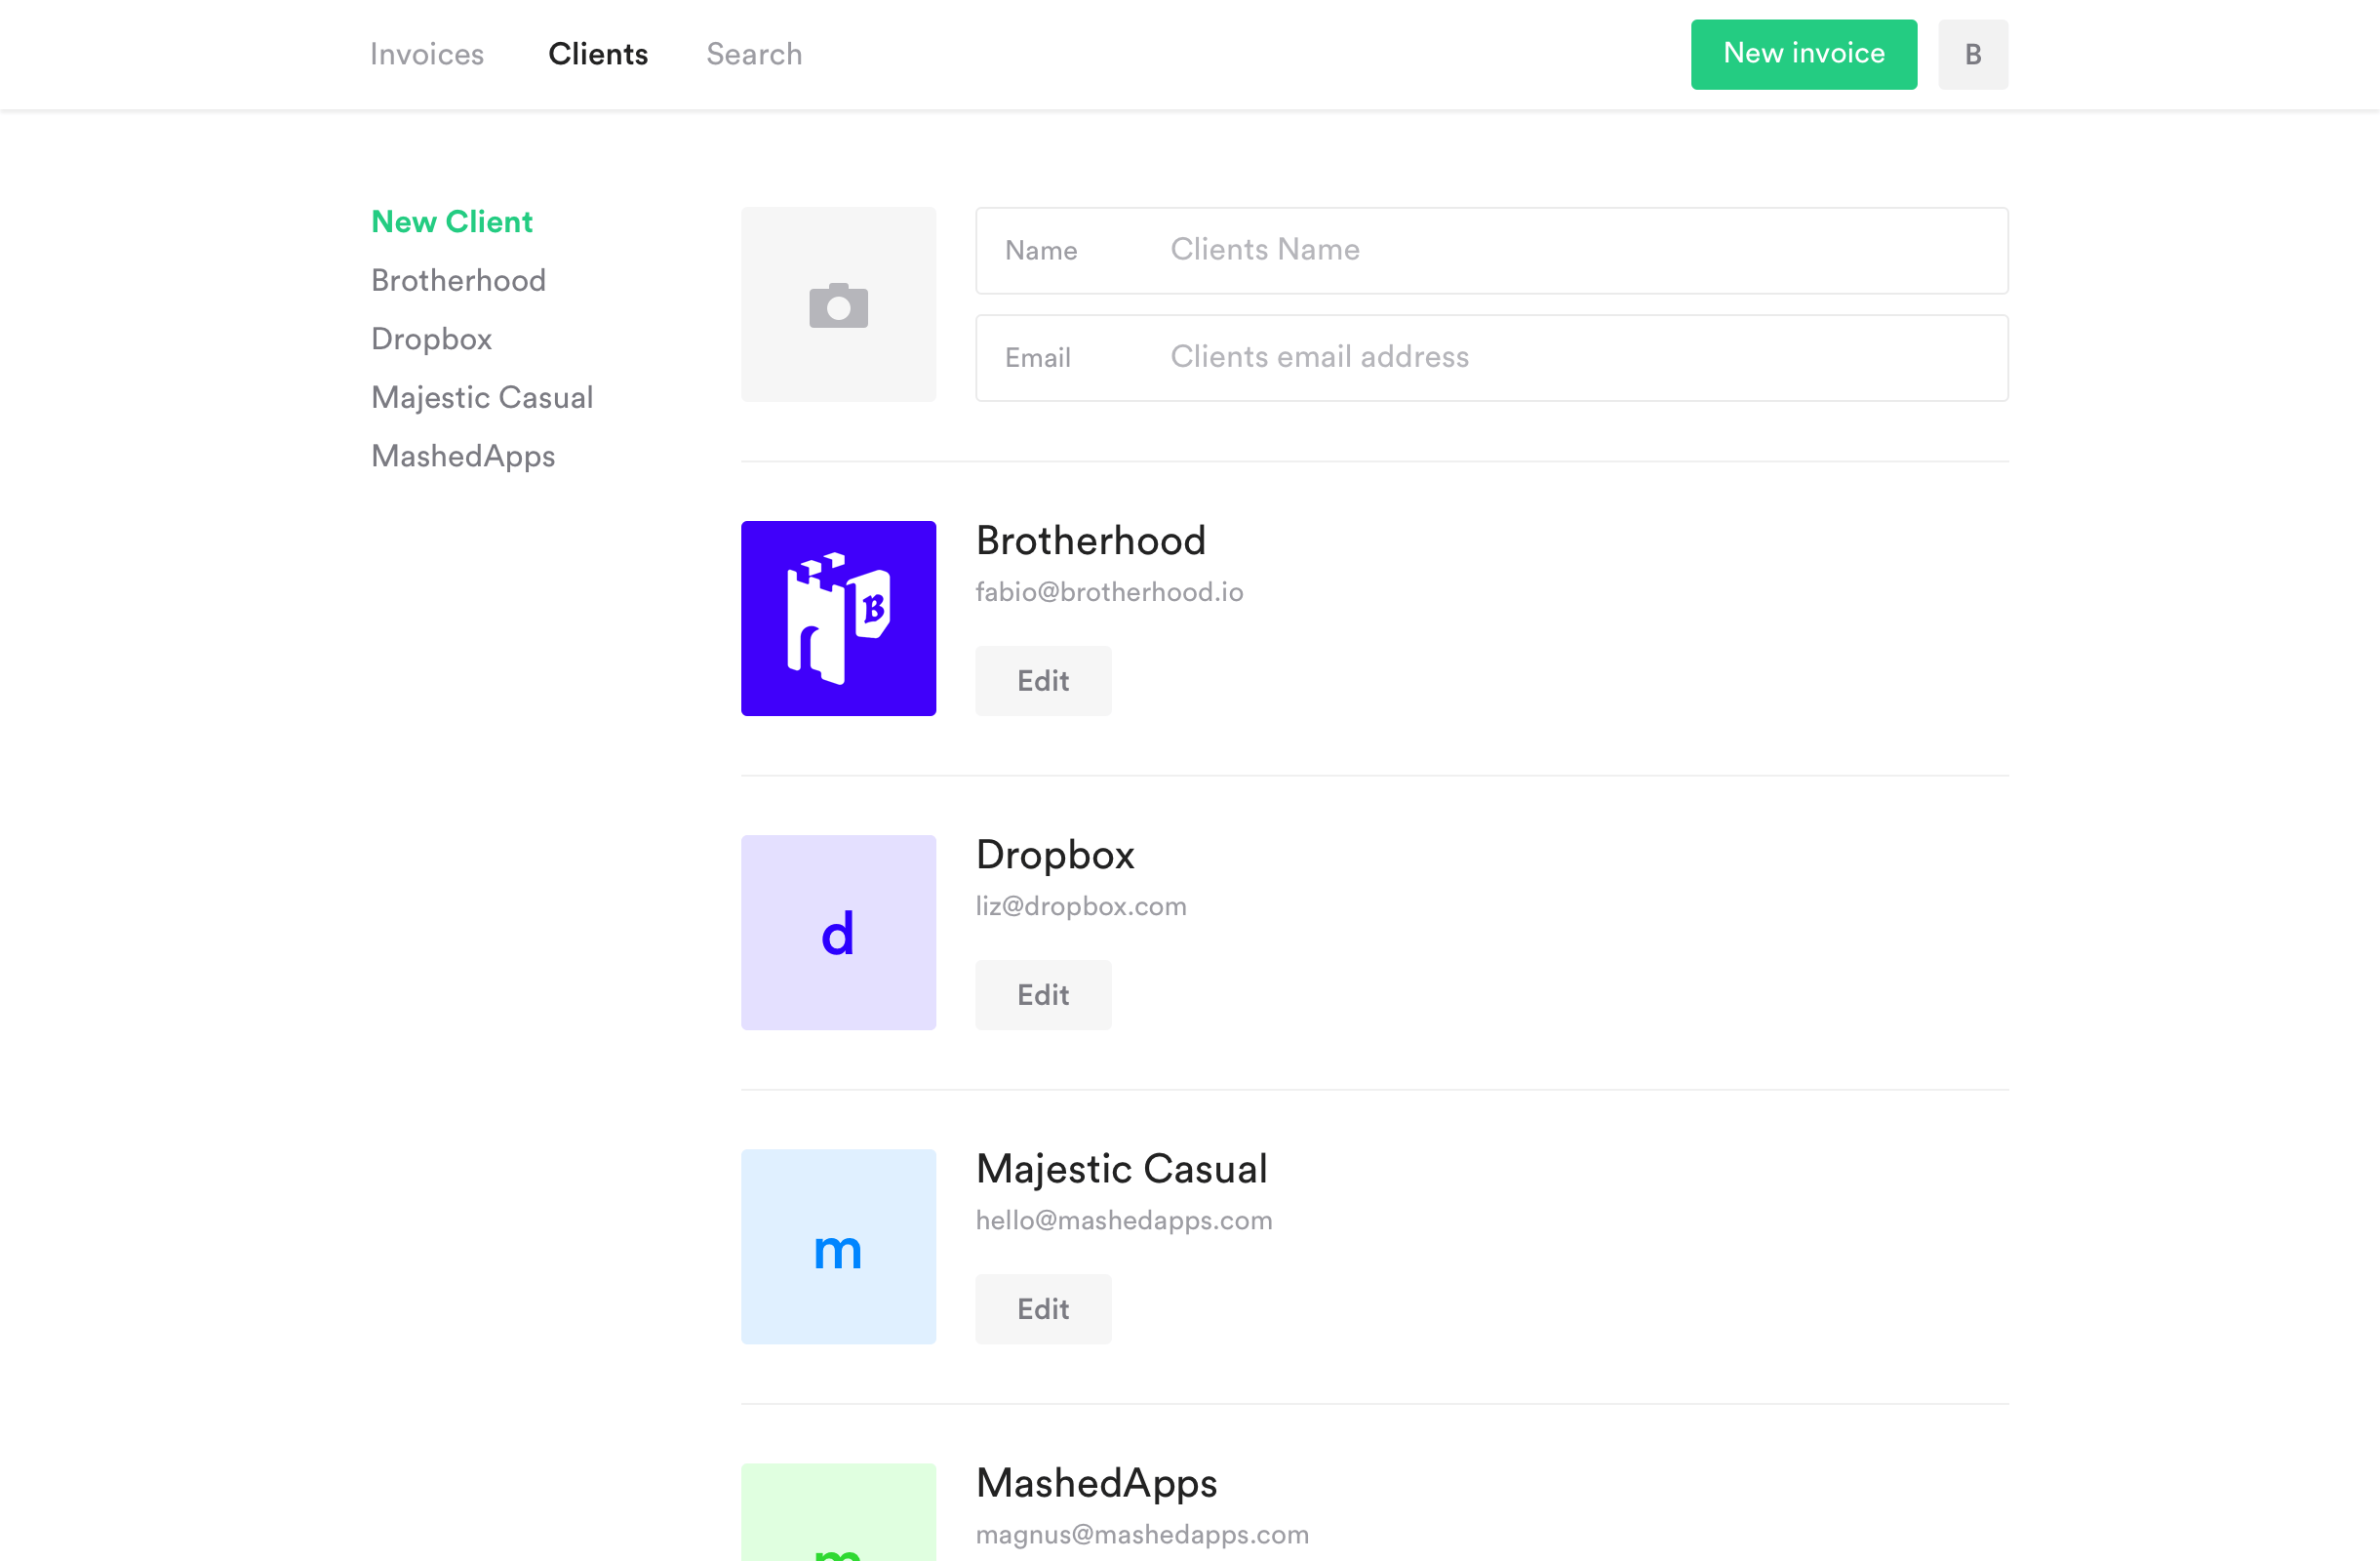 Invoices Clients Search New invoice B
New Client
Brotherhood
Dropbox
Majestic Casual
MashedApps
Name Clients Name
Email Clients email address
B
Brotherhood
fabio@brotherhood.io
Edit
d
Dropbox
liz@dropbox.com
Edit
m
Majestic Casual
hello@mashedapps.com
Edit
m
MashedApps
magnus@mashedapps.com